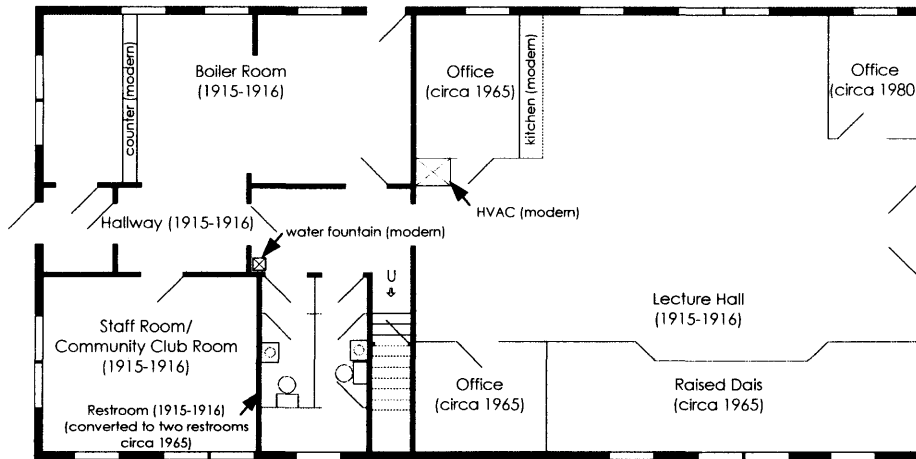 Boiler Room
(1915-1916)
counter (modern)
Office
(circa 1965)
kitchen (modern)
Office
(circa 1980)
HVAC (modern)
Hallway (1915-1916)
water fountain (modern)
U
Lecture Hall
(1915-1916)
Staff Room/
Community Club Room
(1915-1916)
Restroom (1915-1916)
(converted to two restrooms
circa 1965)
Office
(circa 1965)
Raised Dais
(circa 1965)